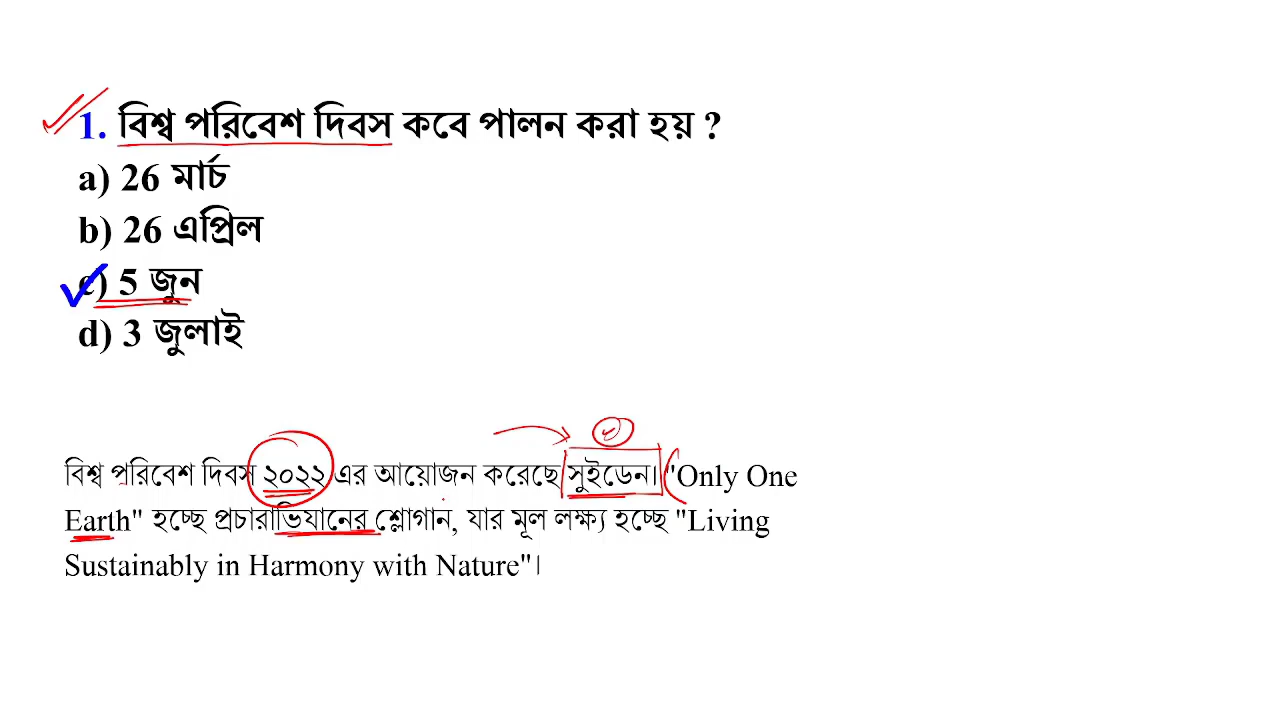 1. বিশ্ব পরিবেশ দিবস কবে পালন করা হয় ?
a) 26 মার্চ
b) 26 এপ্রিল
c) 5 জুন
d) 3 জুলাই
বিশ্ব পরিবেশ দিবস ২০২২ এর আয়োজন করেছে সুইডেন। "Only One
Earth" হচ্ছে প্রচারাভিযানের শ্লোগান, যার মূল লক্ষ্য হচ্ছে "Living
Sustainably in Harmony with Nature"।